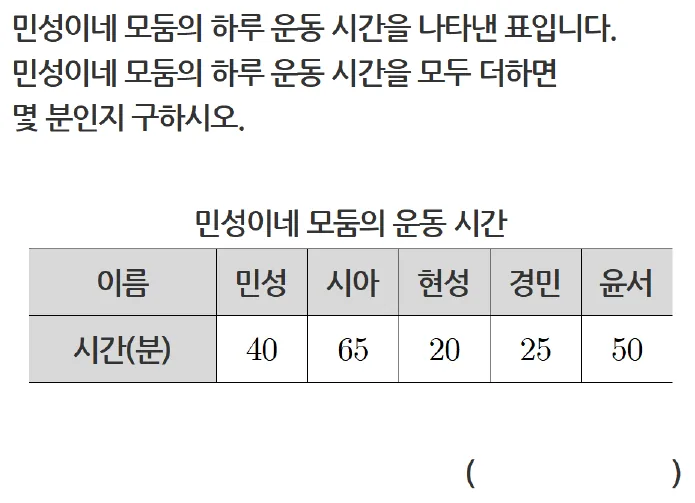 민성이네 모둠의 하루 운동 시간을 나타낸 표입니다.
민성이네 모둠의 하루 운동 시간을 모두 더하면
몇 분인지 구하시오.
민성이네 모둠의 운동 시간
이름 민성 시아 현성 경민 윤서
시간(분) 40 65 20 25 50
( )